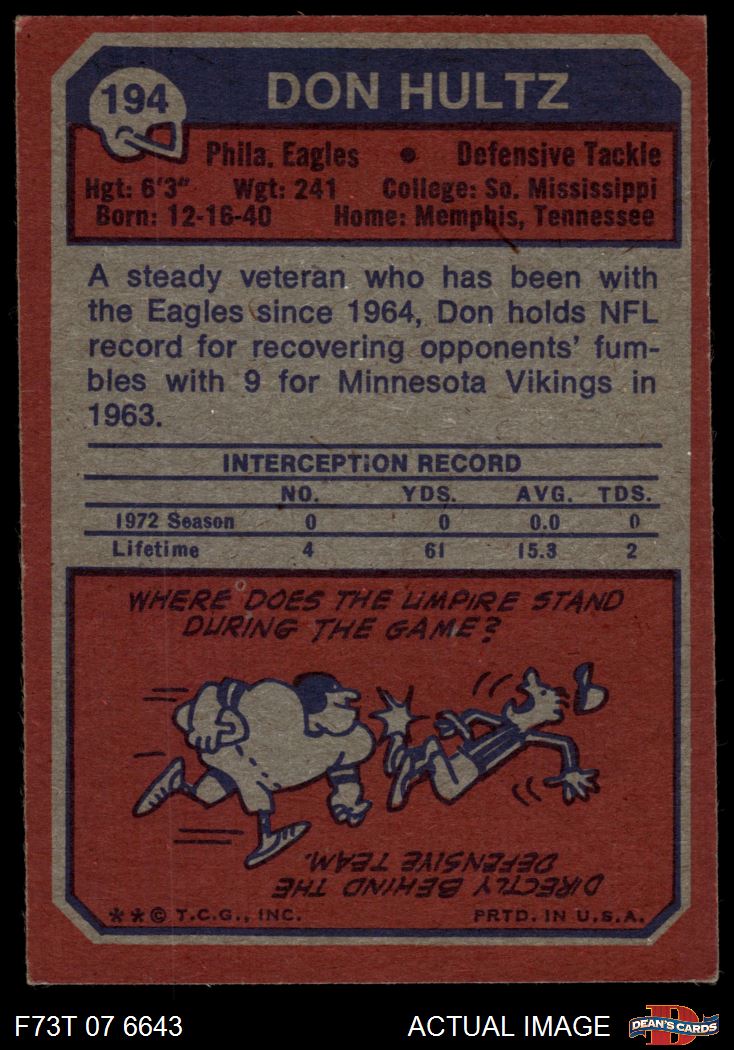 194
DON HULTZ
Phila. Eagles • Defensive Tackle
Hgt: 6'3" Wgt: 241 College: So. Mississippi
Born: 12-16-40 Home: Memphis, Tennessee
A steady veteran who has been with
the Eagles since 1964, Don holds NFL
record for recovering opponents' fum-
bles with 9 for Minnesota Vikings in
1963.
INTERCEPTION RECORD
NO. YDS. AVG. TDS.
1972 Season 0 0 0.0 0
Lifetime 4 61 15.3 2
WHERE DOES THE UMPIRE STAND
DURING THE GAME?
DIRECTLY BEHIND THE
DEFENSIVE TEAM.
**© T.C.G., INC. PRTD. IN U.S.A.
F73T 07 6643 ACTUAL IMAGE D DEAN'S CARDS